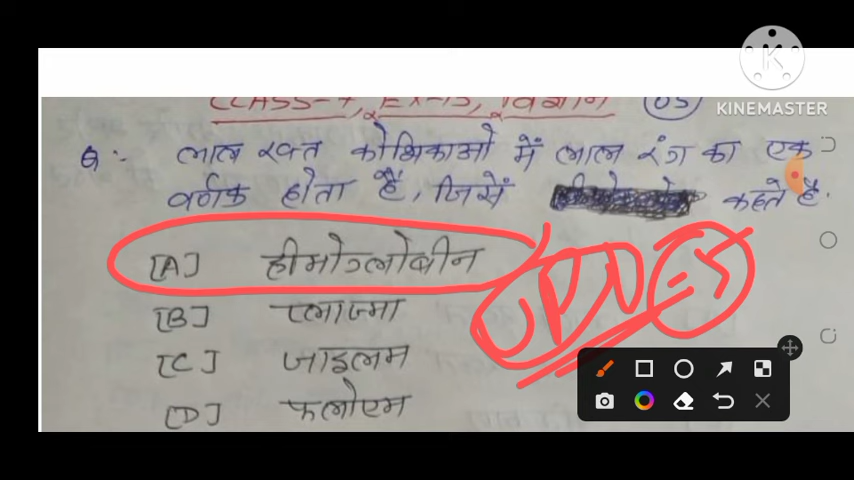 KINEMASTER
CLASS-7, EX-13, विज्ञान (05)
Q:- लाल रक्त कोशिकाओ में लाल रंग का एक
वर्णक होता है, जिसें कहते है.
[A] हीमोग्लोबीन
[B] प्लाज्मा
[C] जाइलम
[D] फ्लोएम